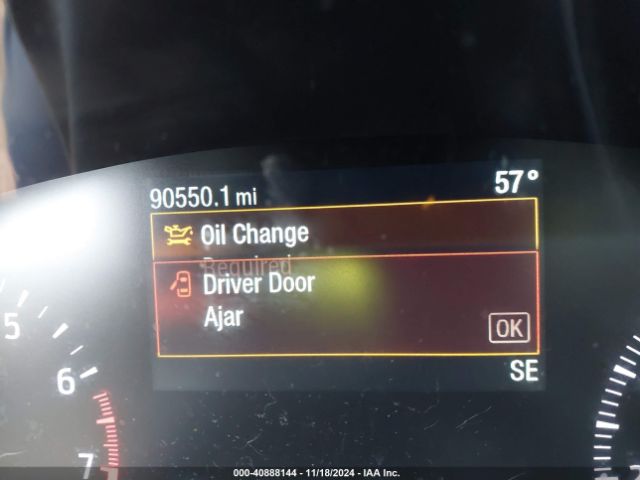 90550.1 mi
57°
Oil Change
Required
Driver Door
Ajar
OK
SE
5
6
7
000-40888144 - 11/18/2024 - IAA Inc.